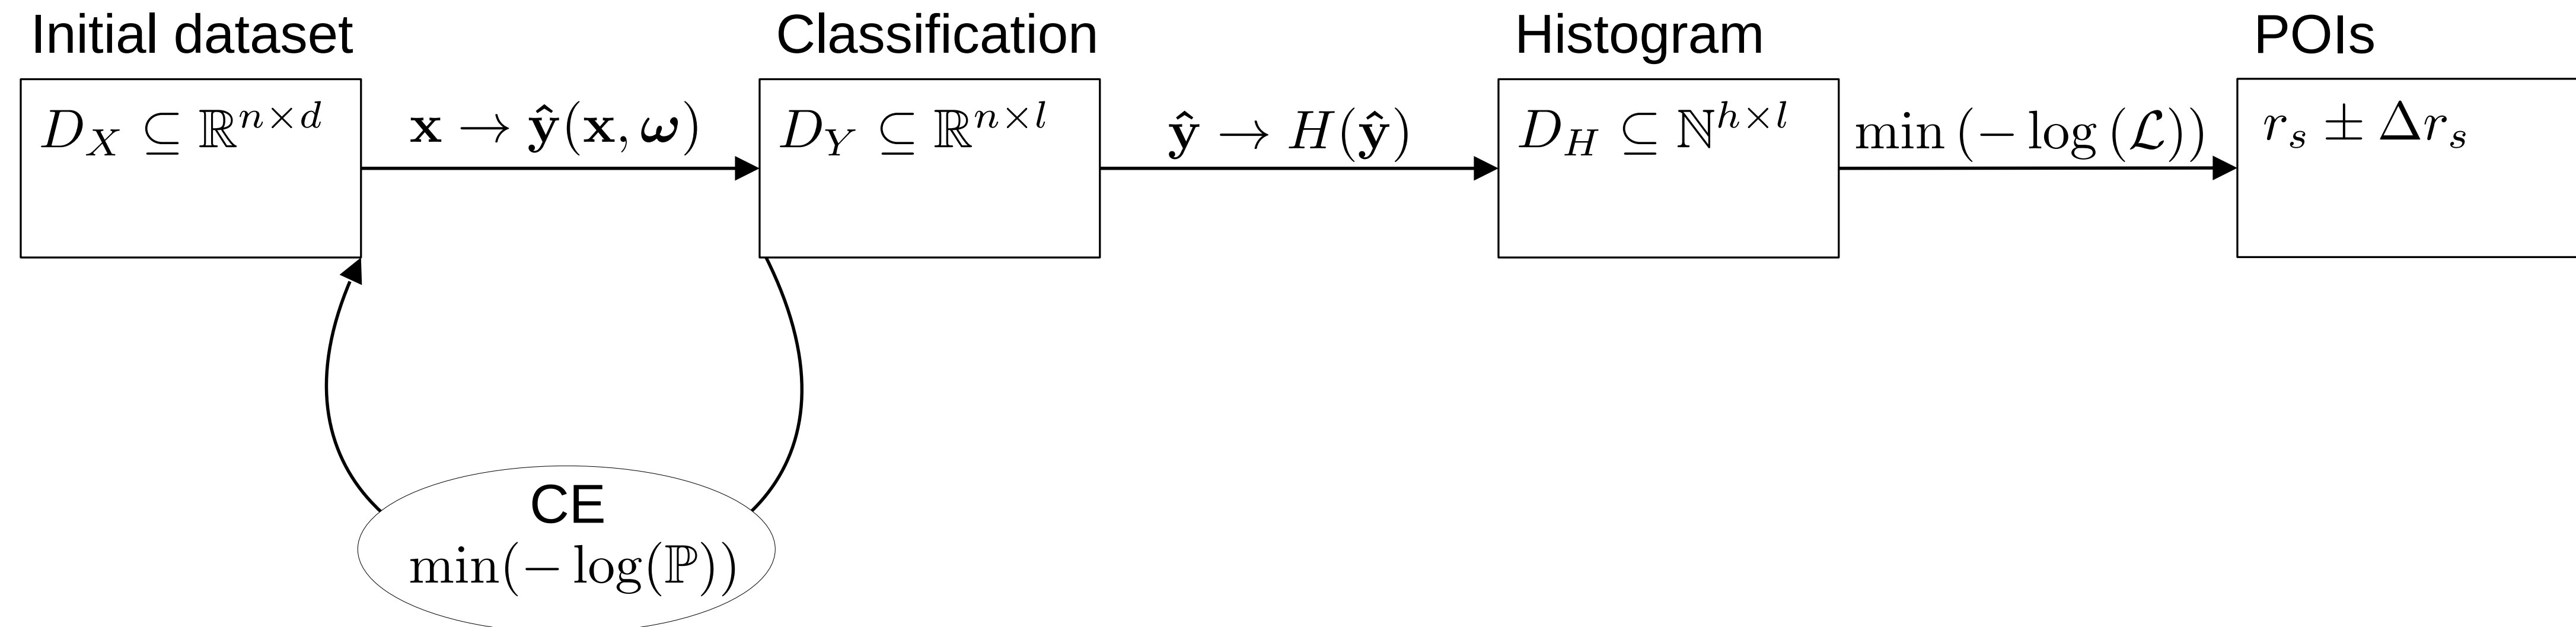 Initial dataset
Classification
Histogram
POIs
D_X ⊆ ℝ^{n×d}
𝐱 → 𝐲̂(𝐱, 𝝎)
D_Y ⊆ ℝ^{n×l}
𝐲̂ → H(𝐲̂)
D_H ⊆ ℕ^{h×l}
min (− log (ℒ))
r_s ± Δr_s
CE
min(− log(ℙ))